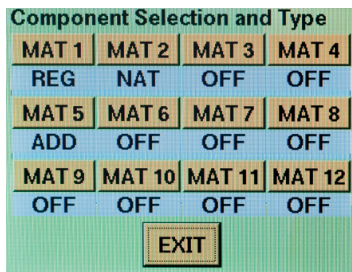 Component Selection and Type
MAT 1 MAT 2 MAT 3 MAT 4
REG NAT OFF OFF
MAT 5 MAT 6 MAT 7 MAT 8
ADD OFF OFF OFF
MAT 9 MAT 10 MAT 11 MAT 12
OFF OFF OFF OFF
EXIT